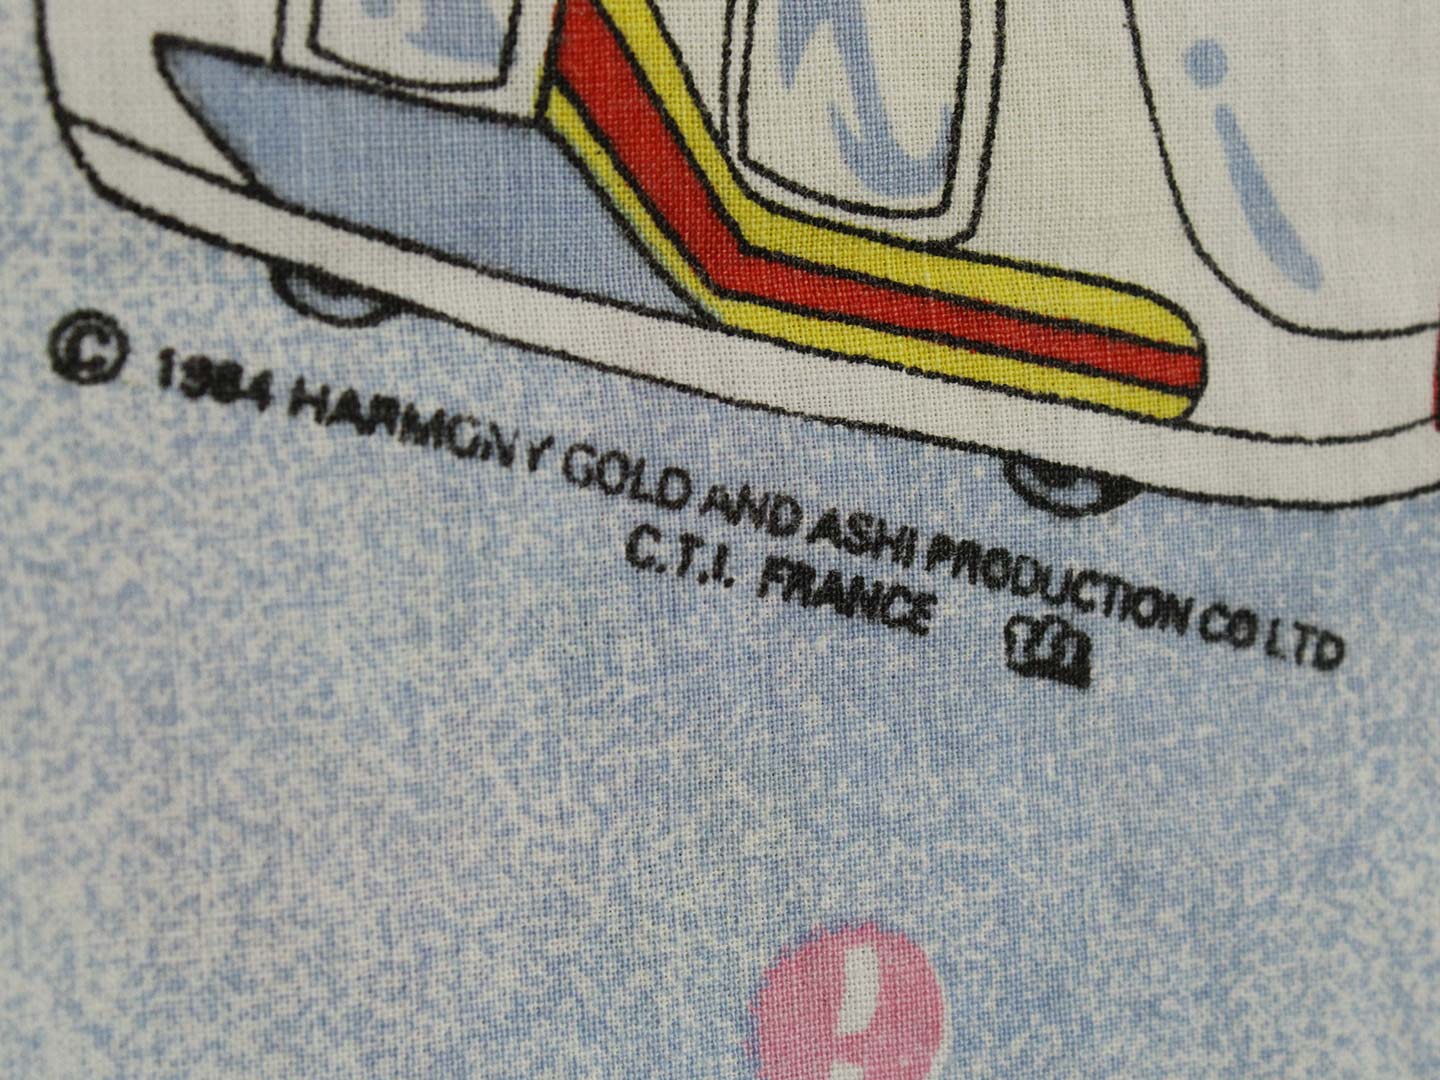 © 1984 HARMONY GOLD AND ASHI PRODUCTION CO LTD
C.T.I. FRANCE